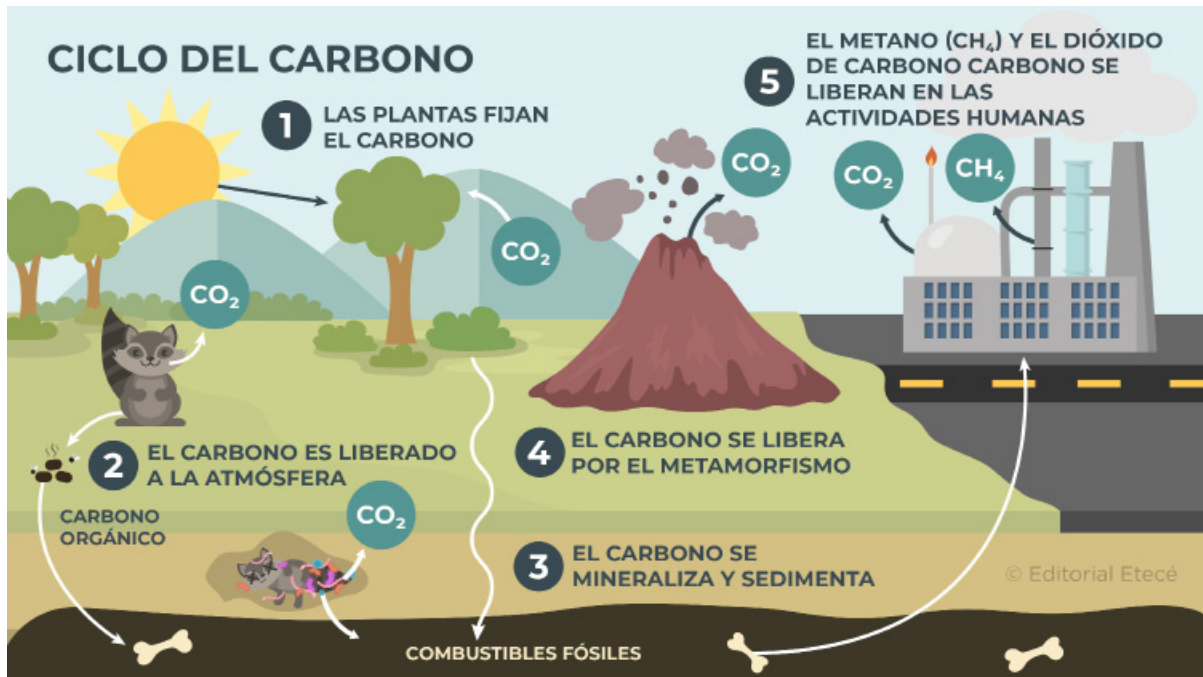 CICLO DEL CARBONO
1
LAS PLANTAS FIJAN
EL CARBONO
5
EL METANO (CH₄) Y EL DIÓXIDO
DE CARBONO CARBONO SE
LIBERAN EN LAS
ACTIVIDADES HUMANAS
CO₂
CO₂
CH₄
CO₂
CO₂
2
EL CARBONO ES LIBERADO
A LA ATMÓSFERA
4
EL CARBONO SE LIBERA
POR EL METAMORFISMO
CARBONO
ORGÁNICO
CO₂
3
EL CARBONO SE
MINERALIZA Y SEDIMENTA
© Editorial Etecé
COMBUSTIBLES FÓSILES